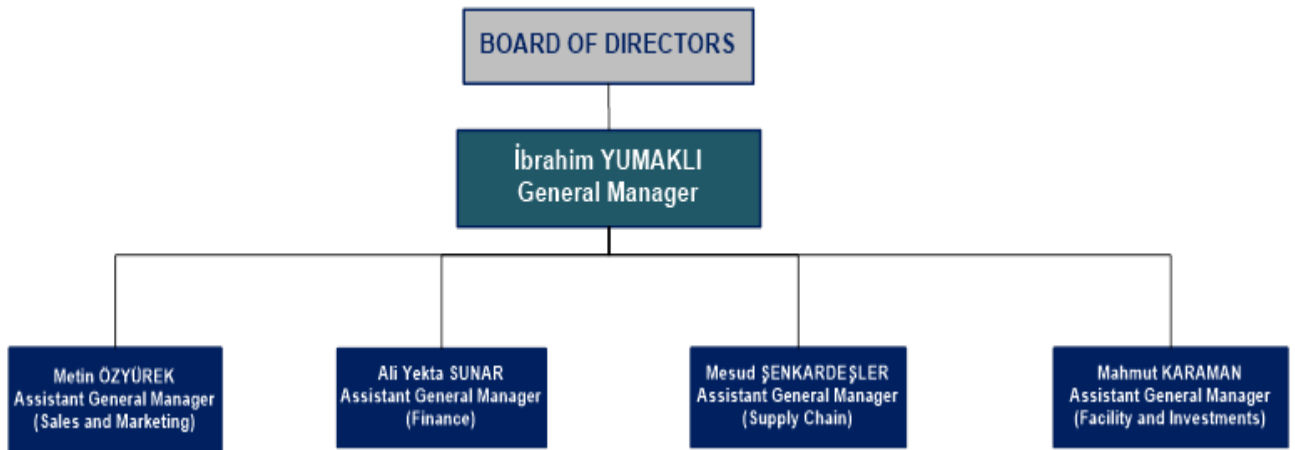 BOARD OF DIRECTORS
İbrahim YUMAKLI
General Manager
Metin ÖZYÜREK
Assistant General Manager
(Sales and Marketing)
Ali Yekta SUNAR
Assistant General Manager
(Finance)
Mesud ŞENKARDEŞLER
Assistant General Manager
(Supply Chain)
Mahmut KARAMAN
Assistant General Manager
(Facility and Investments)